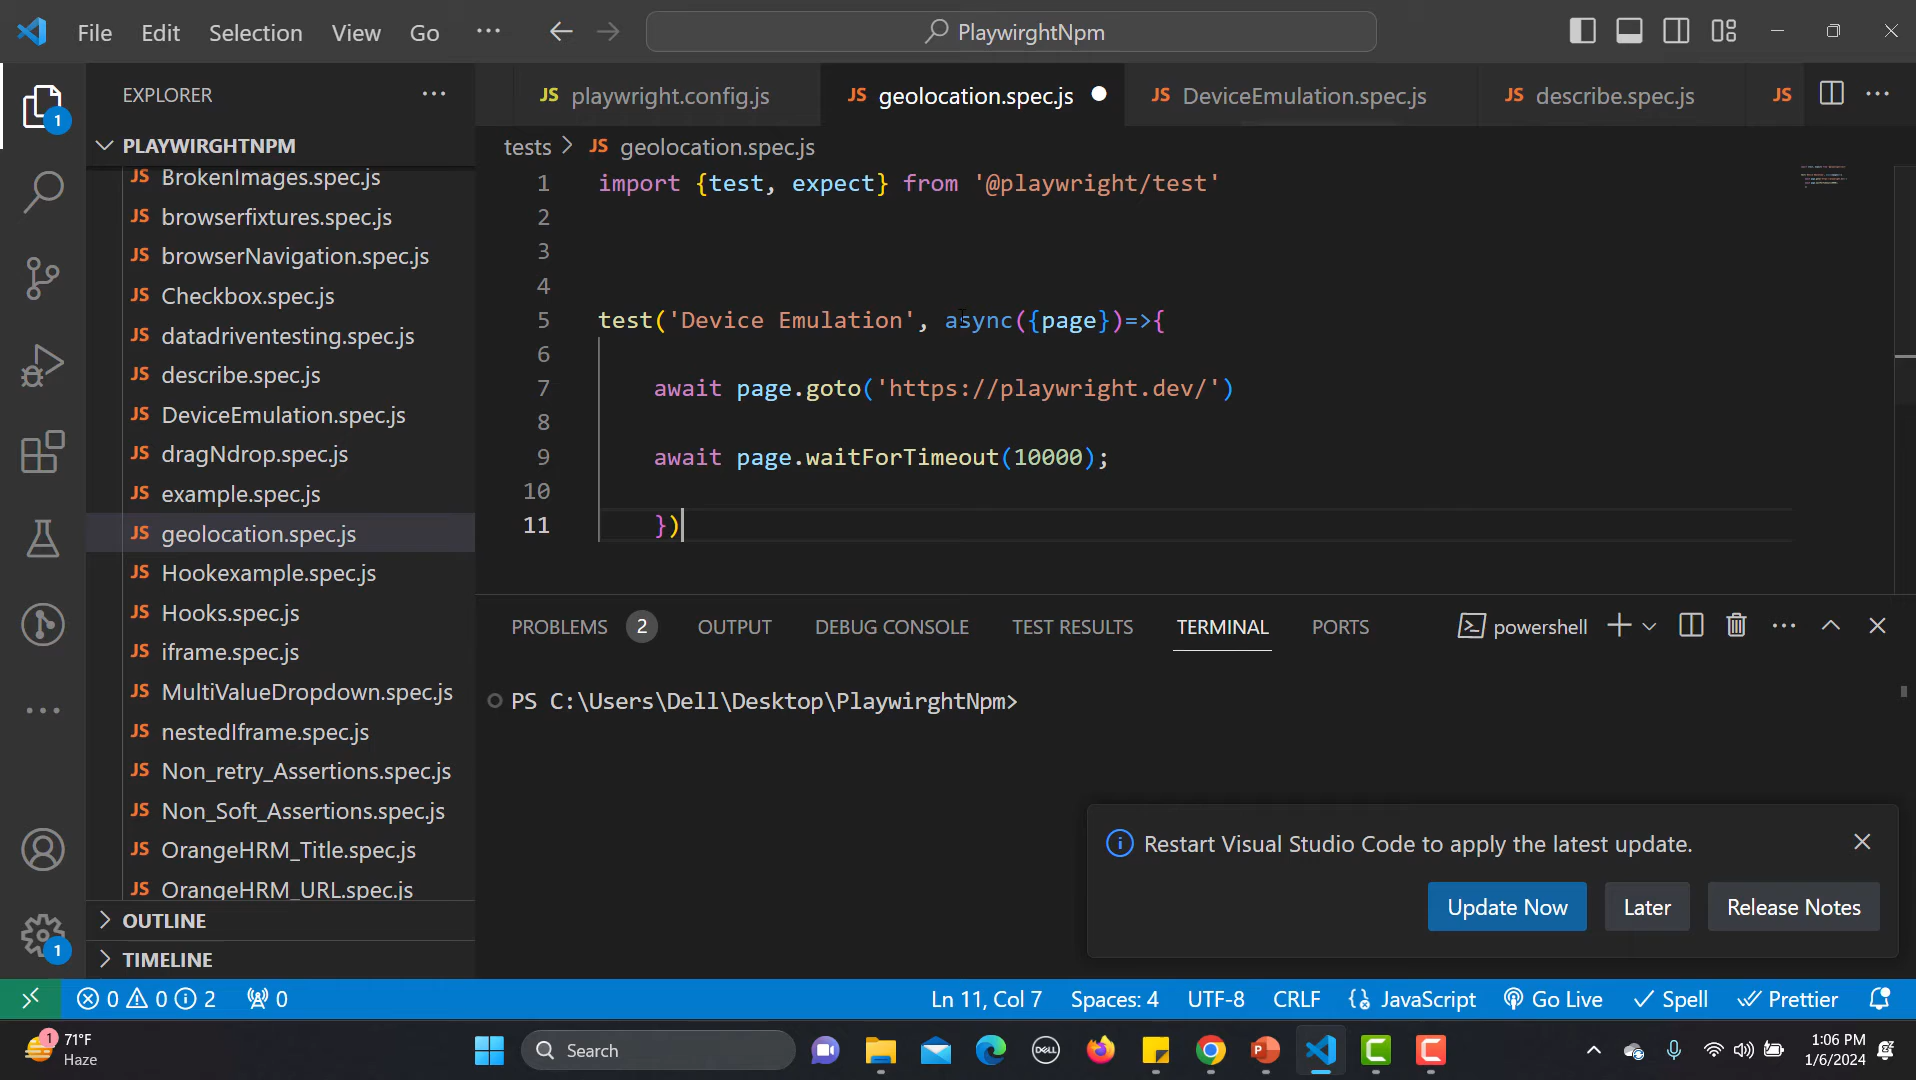 File Edit Selection View Go ··· PlaywirghtNpm
EXPLORER ···
JS playwright.config.js JS geolocation.spec.js JS DeviceEmulation.spec.js JS describe.spec.js JS ···
PLAYWIRGHTNPM
JS BrokenImages.spec.js
JS browserfixtures.spec.js
JS browserNavigation.spec.js
JS Checkbox.spec.js
JS datadriventesting.spec.js
JS describe.spec.js
JS DeviceEmulation.spec.js
JS dragNdrop.spec.js
JS example.spec.js
JS geolocation.spec.js
JS Hookexample.spec.js
JS Hooks.spec.js
JS iframe.spec.js
JS MultiValueDropdown.spec.js
JS nestedIframe.spec.js
JS Non_retry_Assertions.spec.js
JS Non_Soft_Assertions.spec.js
JS OrangeHRM_Title.spec.js
JS OrangeHRM_URL.spec.js
OUTLINE
TIMELINE
1
1
tests > JS geolocation.spec.js
1 import {test, expect} from '@playwright/test'
2
3
4
5 test('Device Emulation', async({page})=>{
6
7 await page.goto('https://playwright.dev/')
8
9 await page.waitForTimeout(10000);
10
11 })
PROBLEMS 2 OUTPUT DEBUG CONSOLE TEST RESULTS TERMINAL PORTS powershell ···
PS C:\Users\Dell\Desktop\PlaywirghtNpm>
Restart Visual Studio Code to apply the latest update.
Update Now Later Release Notes
0 0 2 0 Ln 11, Col 7 Spaces: 4 UTF-8 CRLF JavaScript Go Live Spell Prettier
1 71°F
Haze
Search
DELL
1:06 PM
1/6/2024